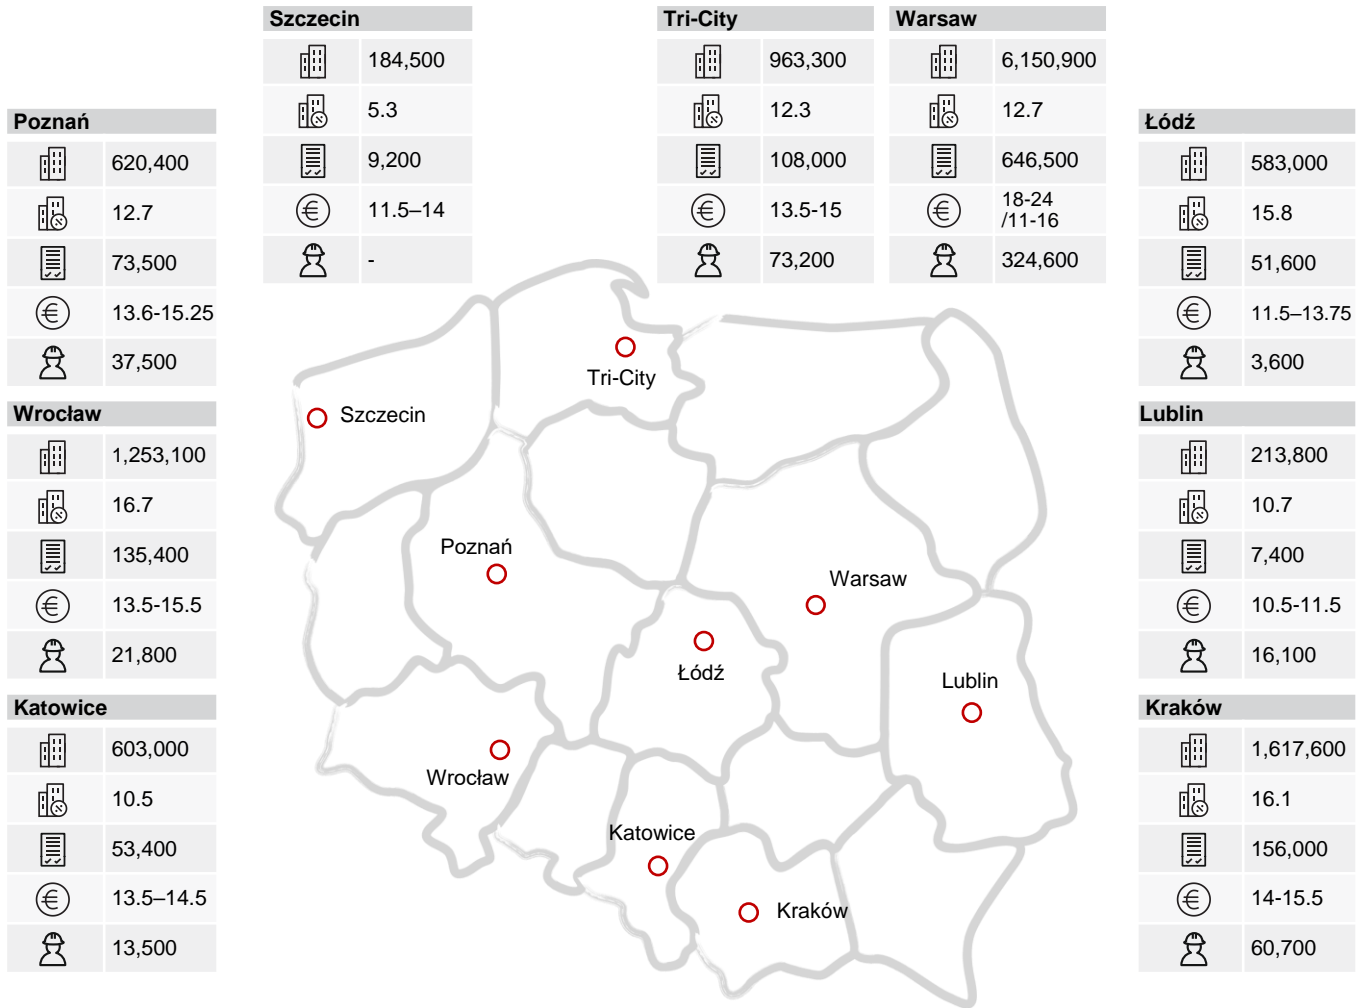 Szczecin
184,500
5.3
9,200
11.5–14
-
Tri-City
963,300
12.3
108,000
13.5-15
73,200
Warsaw
6,150,900
12.7
646,500
18-24
/11-16
324,600
Poznań
620,400
12.7
73,500
13.6-15.25
37,500
Wrocław
1,253,100
16.7
135,400
13.5-15.5
21,800
Katowice
603,000
10.5
53,400
13.5–14.5
13,500
Tri-City
Szczecin
Poznań
Warsaw
Łódź
Lublin
Wrocław
Katowice
Kraków
Łódź
583,000
15.8
51,600
11.5–13.75
3,600
Lublin
213,800
10.7
7,400
10.5-11.5
16,100
Kraków
1,617,600
16.1
156,000
14-15.5
60,700